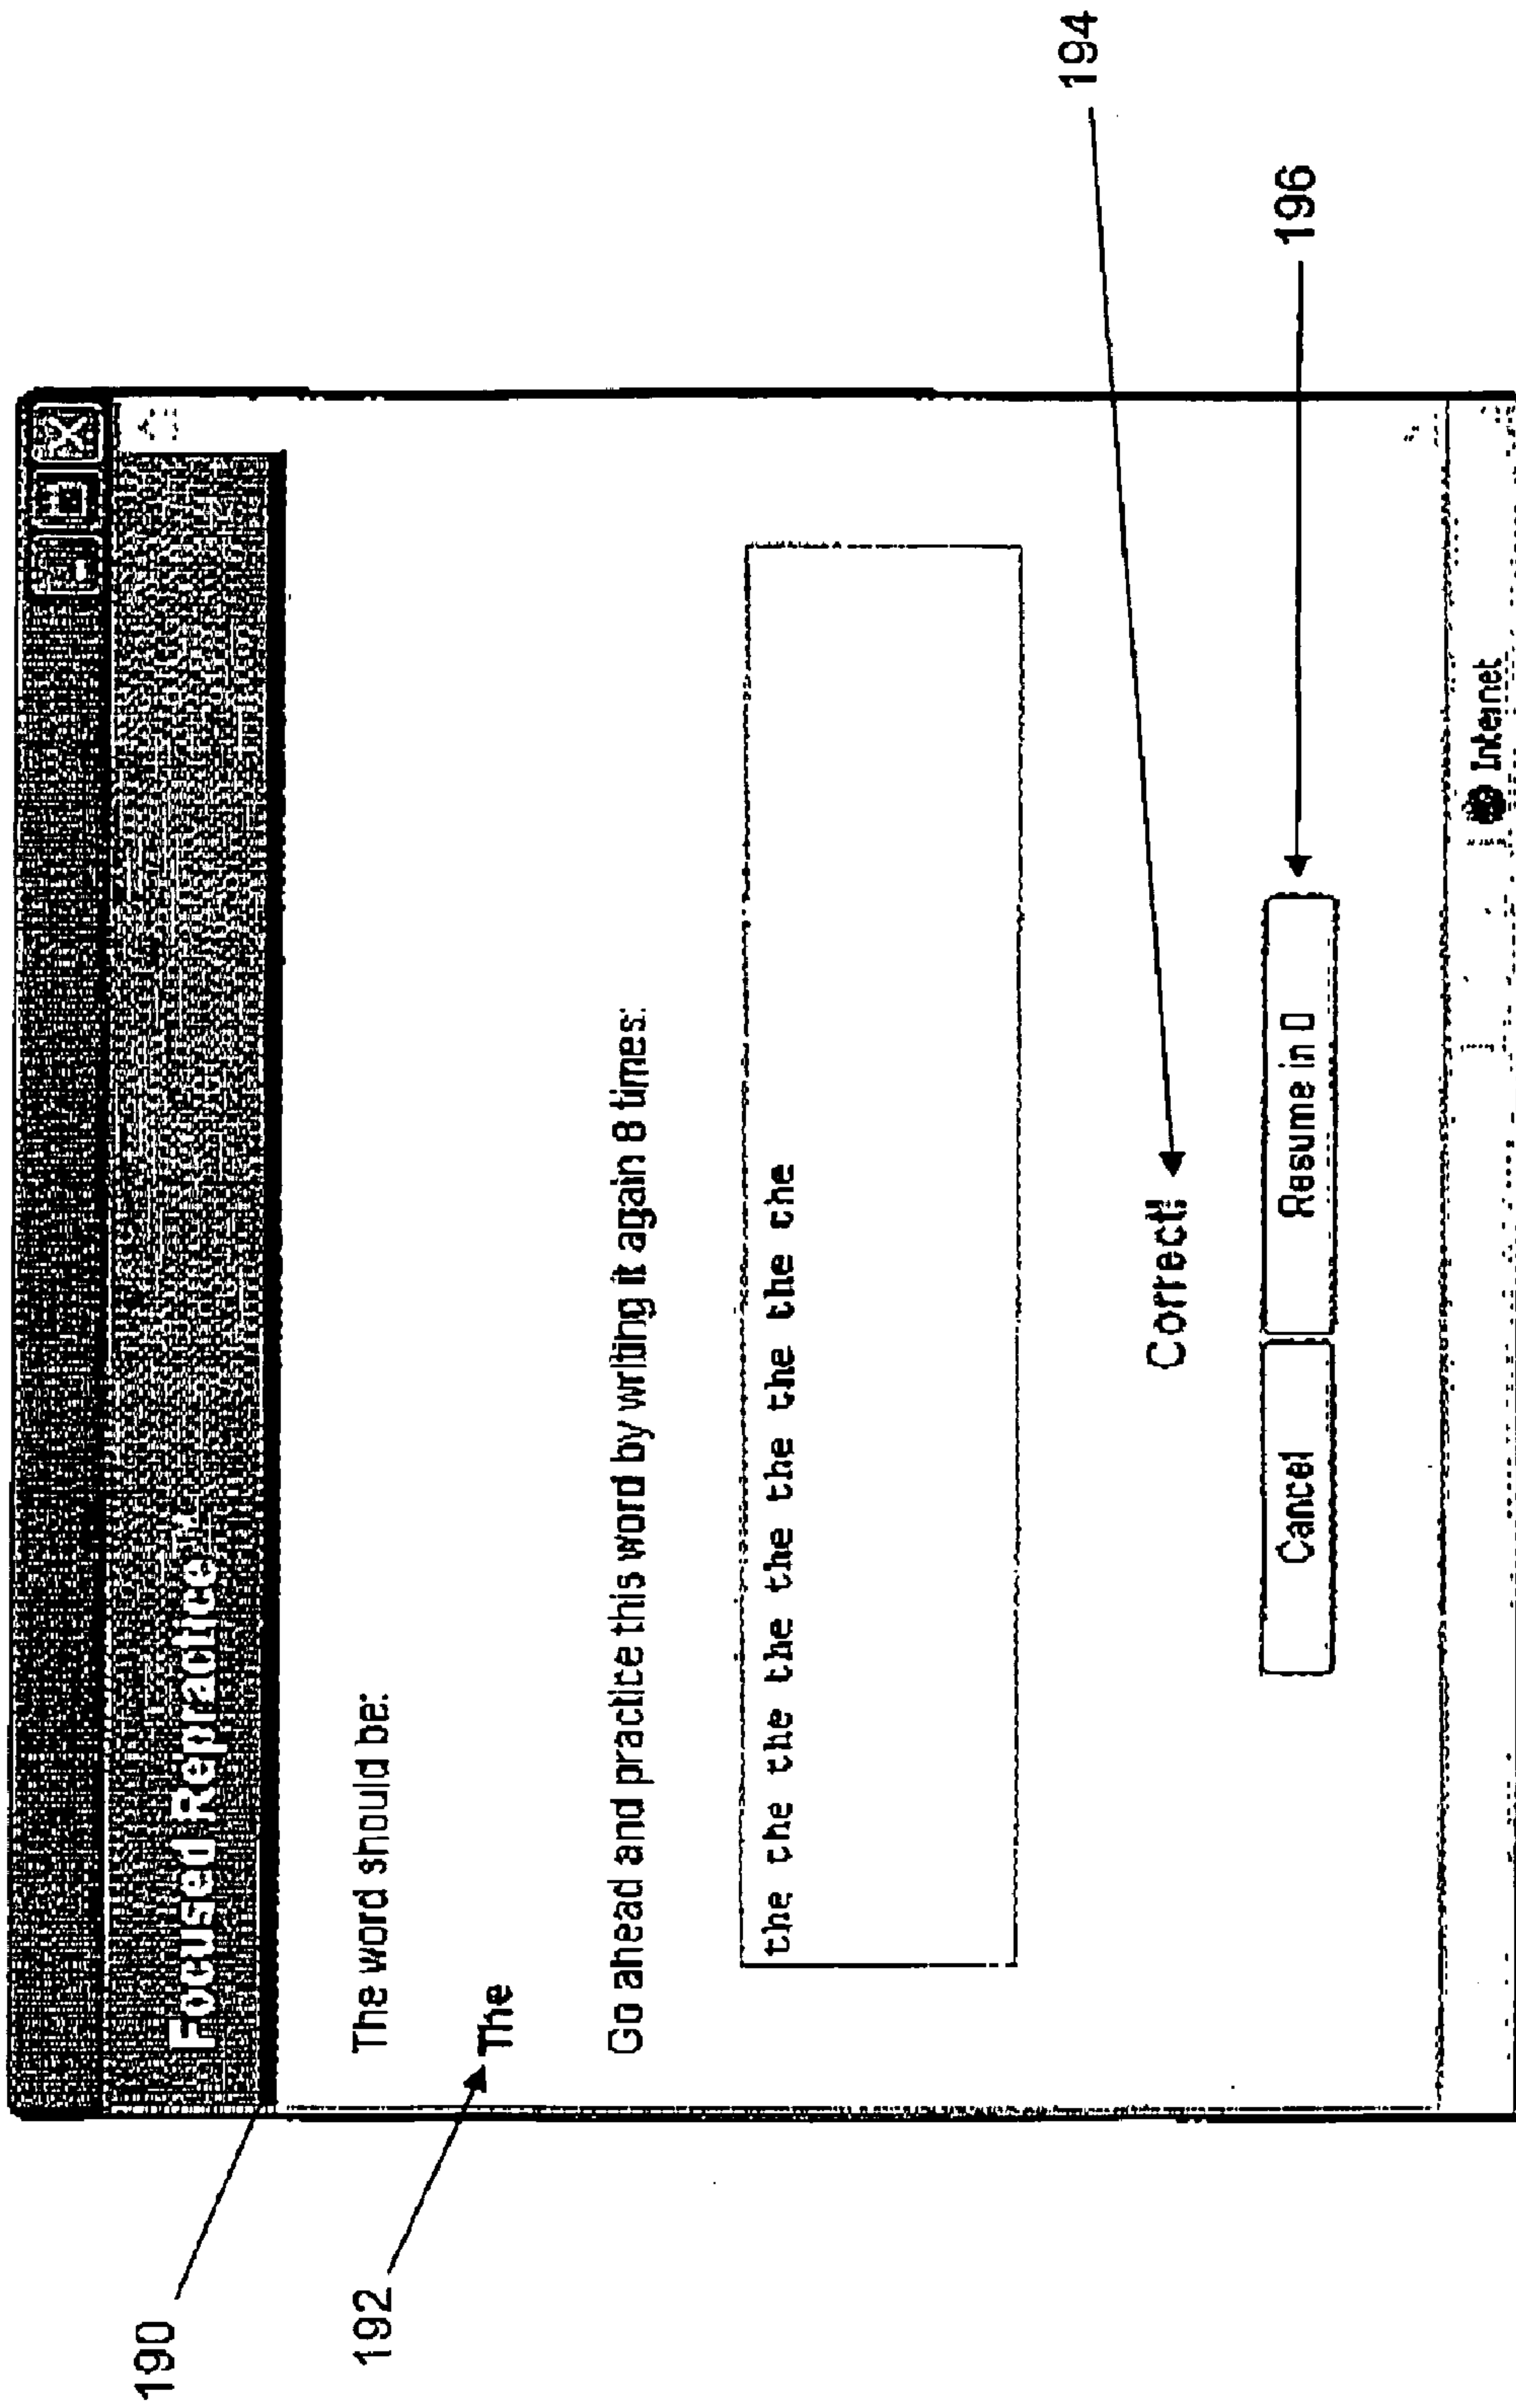 190
Focused Repractice
The word should be:
192
The
Go ahead and practice this word by writing it again 8 times:
the the the the the the the the
194
Correct!
Cancel
Resume in 0
196
Internet